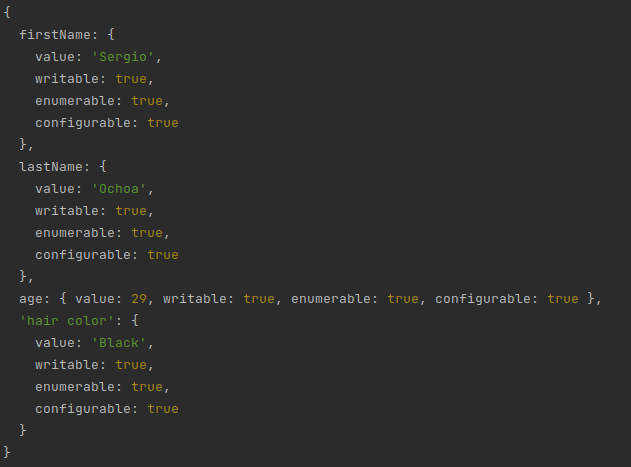 {
  firstName: {
    value: 'Sergio',
    writable: true,
    enumerable: true,
    configurable: true
  },
  lastName: {
    value: 'Ochoa',
    writable: true,
    enumerable: true,
    configurable: true
  },
  age: { value: 29, writable: true, enumerable: true, configurable: true },
  'hair color': {
    value: 'Black',
    writable: true,
    enumerable: true,
    configurable: true
  }
}